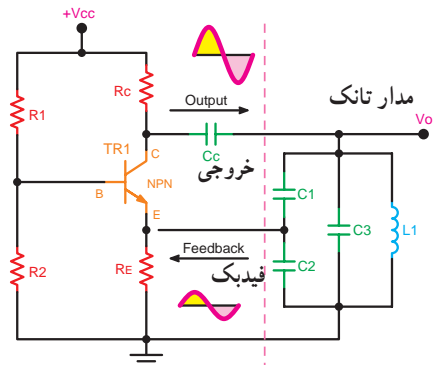 +Vcc
Rc
R1
Output
مدار تانک
Vo
TR1
C
Cc
خروجی
B
NPN
C1
E
C3
L1
Feedback
R2
RE
فیدبک
C2